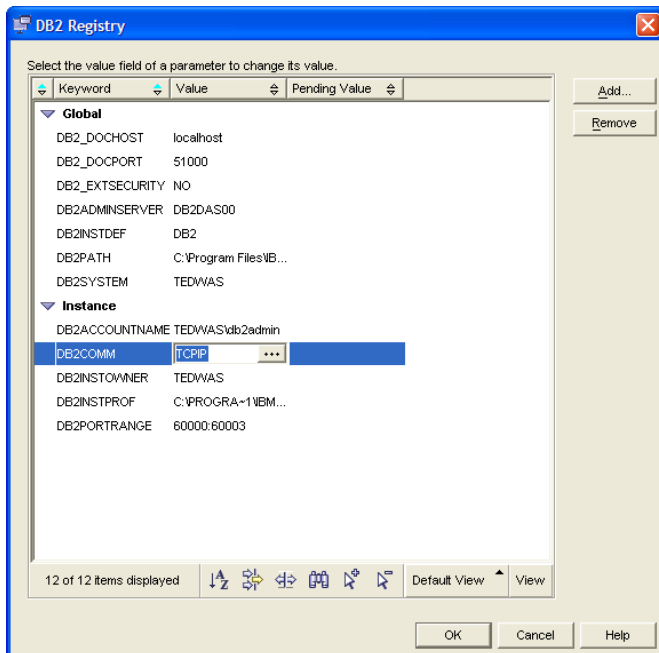 DB2 Registry
Select the value field of a parameter to change its value.
Keyword Value Pending Value
Add...
Remove
Global
DB2_DOCHOST localhost
DB2_DOCPORT 51000
DB2_EXTSECURITY NO
DB2ADMINSERVER DB2DAS00
DB2INSTDEF DB2
DB2PATH C:\Program Files\IB...
DB2SYSTEM TEDWAS
Instance
DB2ACCOUNTNAME TEDWAS\db2admin
DB2COMM TCPIP ...
DB2INSTOWNER TEDWAS
DB2INSTPROF C:\PROGRA~1\IBM...
DB2PORTRANGE 60000:60003
12 of 12 items displayed Default View View
OK Cancel Help